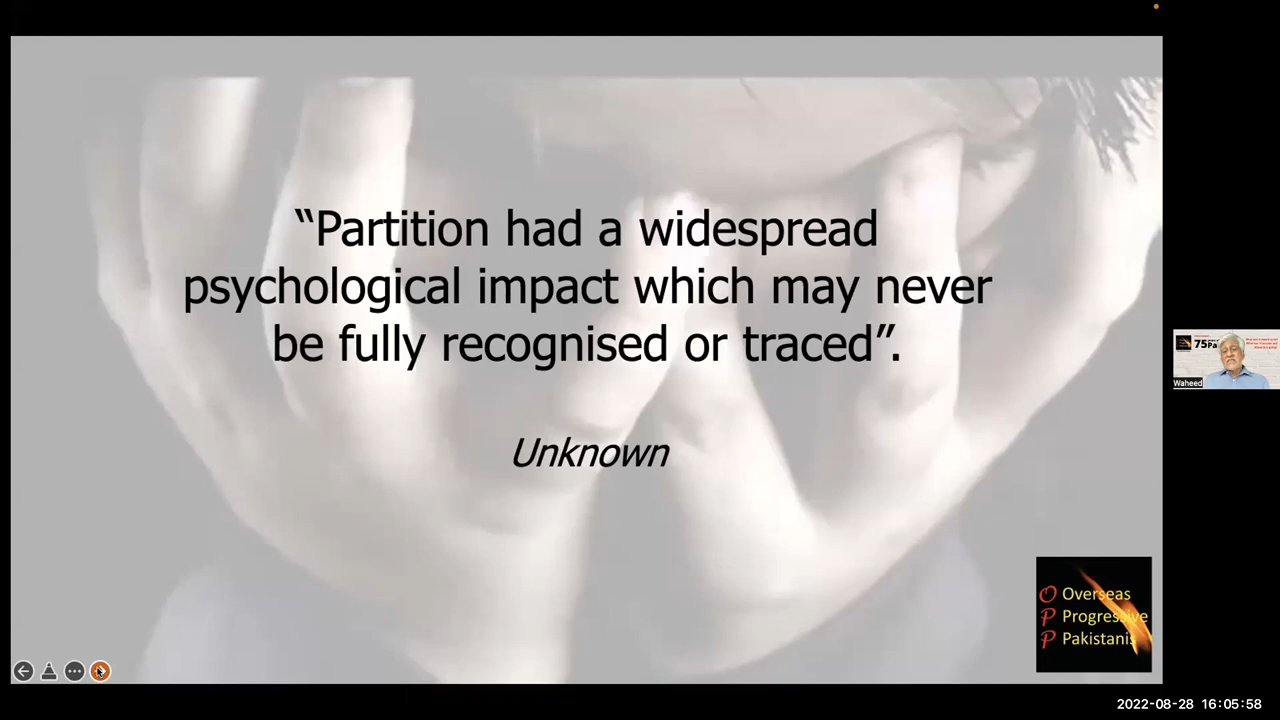 “Partition had a widespread
psychological impact which may never
be fully recognised or traced”.
Unknown
O Overseas
P Progressive
P Pakistanis
Waheed
2022-08-28 16:05:58